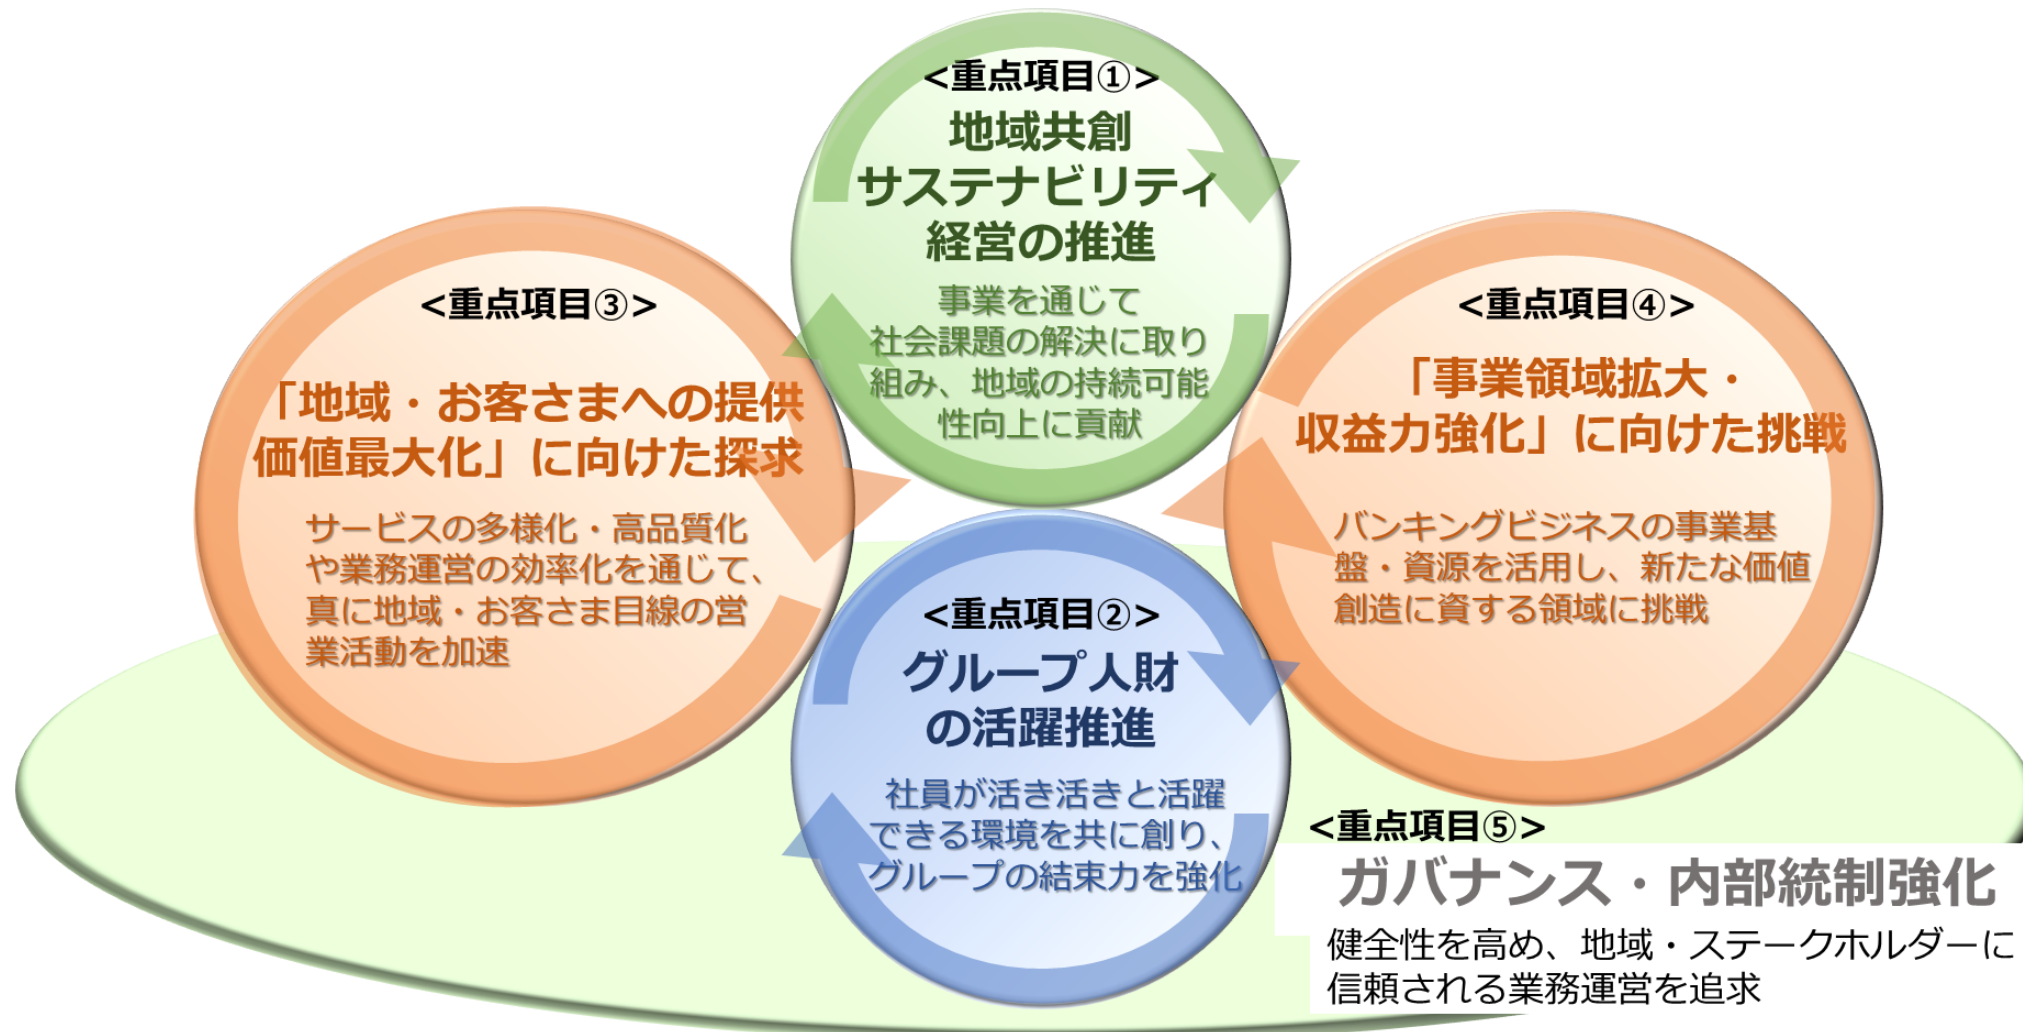 <重点項目①>
地域共創
サステナビリティ
経営の推進
事業を通じて
社会課題の解決に取り
組み、地域の持続可能
性向上に貢献
<重点項目②>
グループ人財
の活躍推進
社員が活き活きと活躍
できる環境を共に創り、
グループの結束力を強化
<重点項目③>
「地域・お客さまへの提供
価値最大化」に向けた探求
サービスの多様化・高品質化
や業務運営の効率化を通じて、
真に地域・お客さま目線の営
業活動を加速
<重点項目④>
「事業領域拡大・
収益力強化」に向けた挑戦
バンキングビジネスの事業基
盤・資源を活用し、新たな価値
創造に資する領域に挑戦
<重点項目⑤>
ガバナンス・内部統制強化
健全性を高め、地域・ステークホルダーに
信頼される業務運営を追求